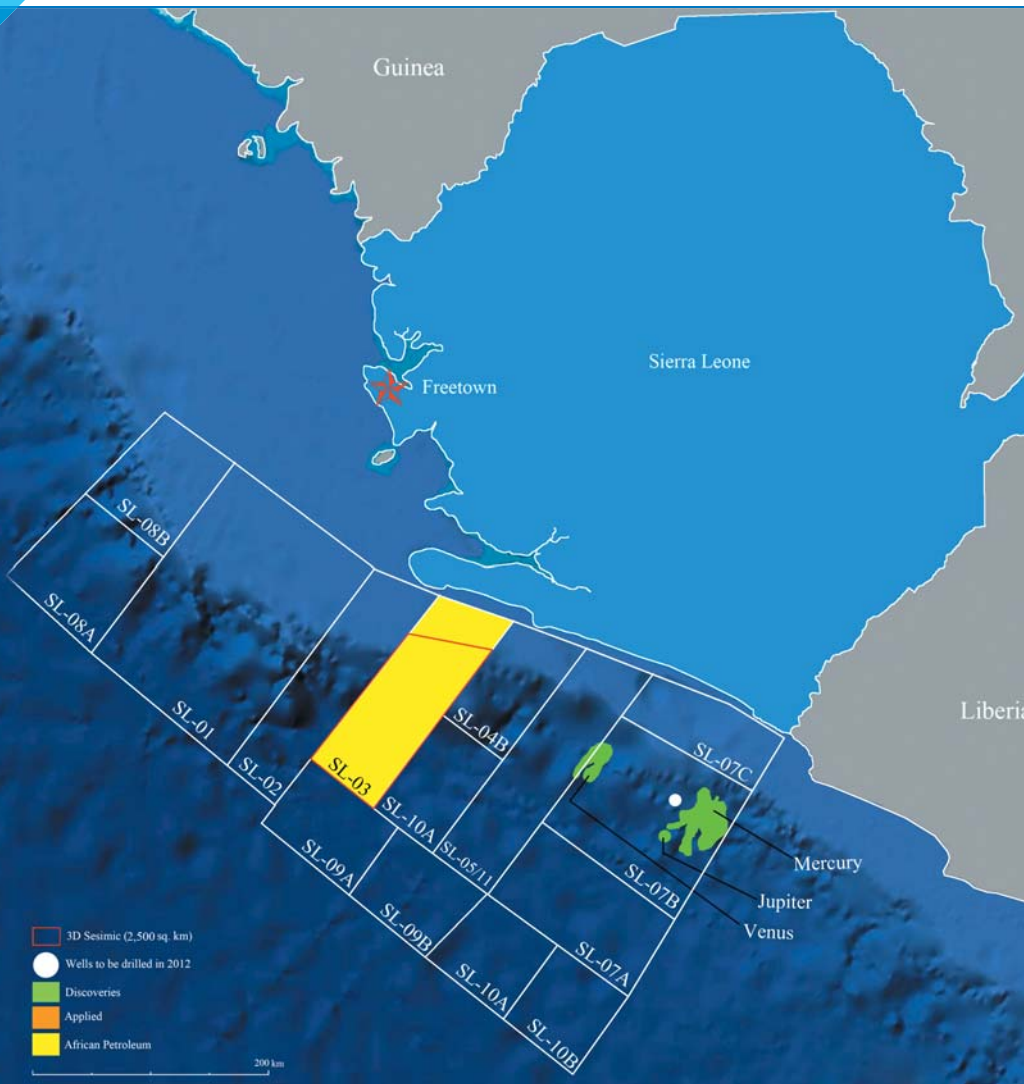 Guinea
Sierra Leone
Freetown
SL-08B
SL-08A
SL-01
SL-02
SL-03
SL-04B
SL-10A
SL-05/11
SL-07C
SL-09A
SL-09B
SL-07B
SL-07A
SL-10A
SL-10B
Liberia
Mercury
Jupiter
Venus
3D Sesimic (2,500 sq. km)
Wells to be drilled in 2012
Discoveries
Applied
African Petroleum
200 km